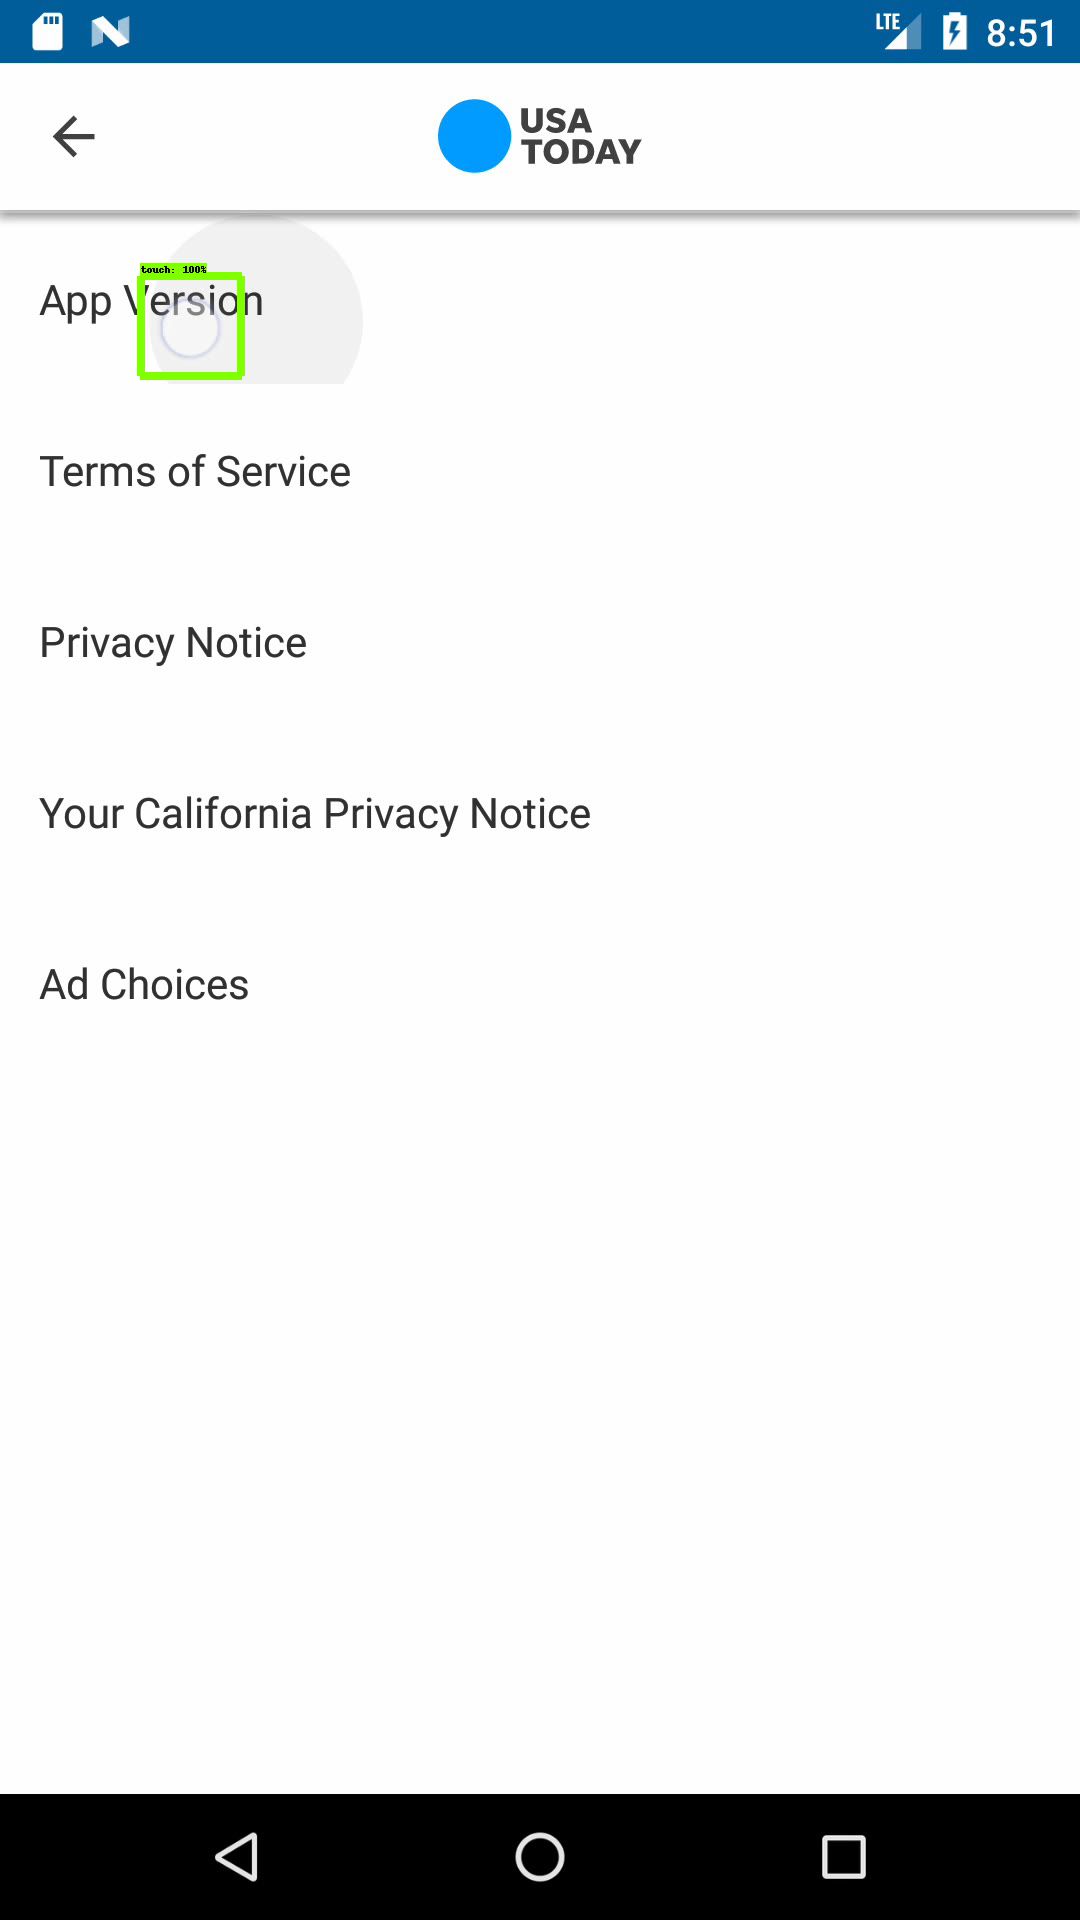 LTE 8:51
USA
TODAY
touch: 100%
App Version
Terms of Service
Privacy Notice
Your California Privacy Notice
Ad Choices